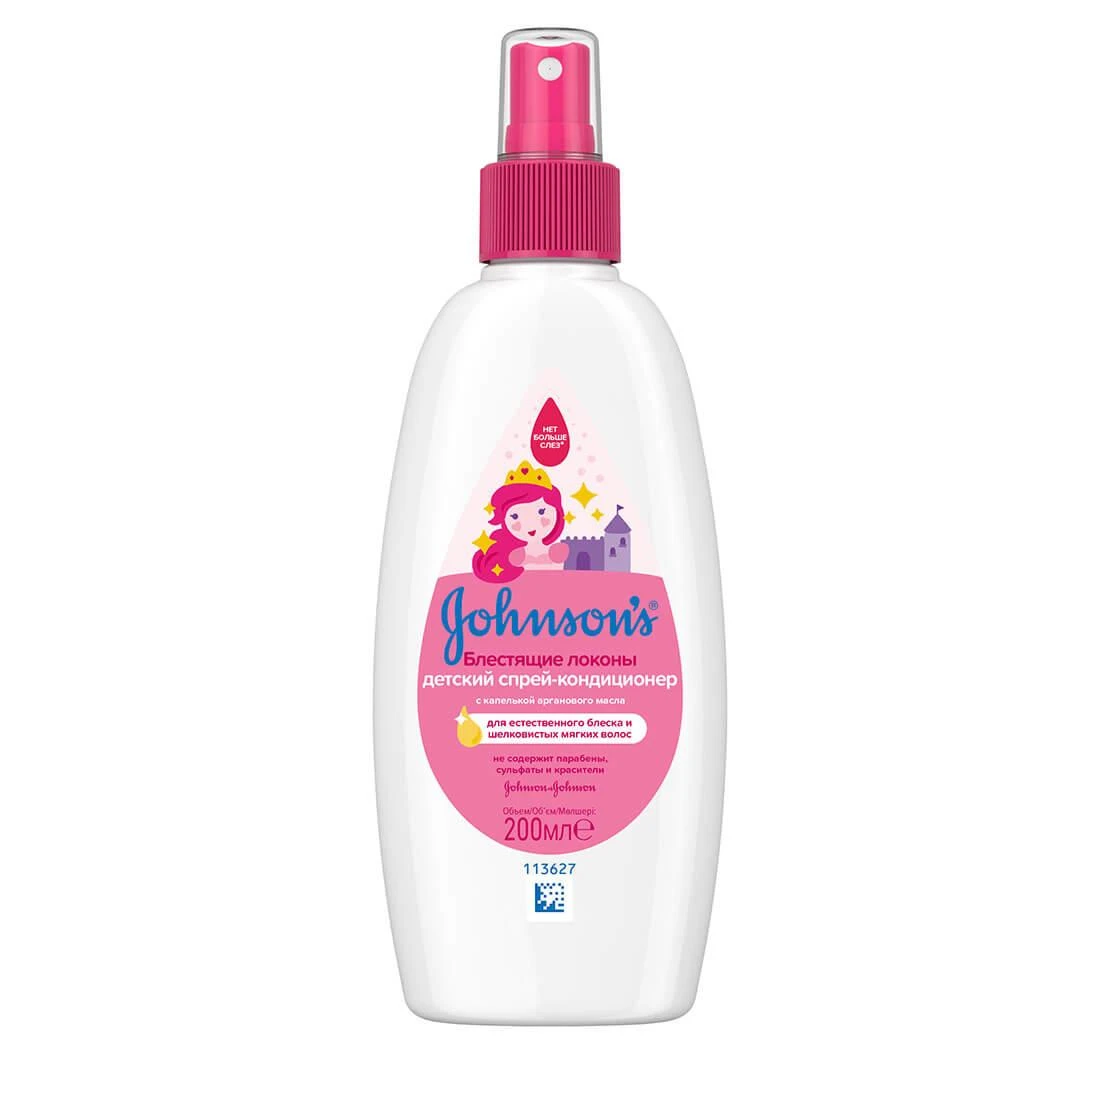 НЕТ
БОЛЬШЕ
СЛЕЗ*
Johnson's®
Блестящие локоны
детский спрей-кондиционер
с капелькой арганового масла
для естественного блеска и
шелковистых мягких волос
не содержит парабены,
сульфаты и красители
Johnson&Johnson
Объем/Об'єм/Мөлшері:
200мл℮
113627